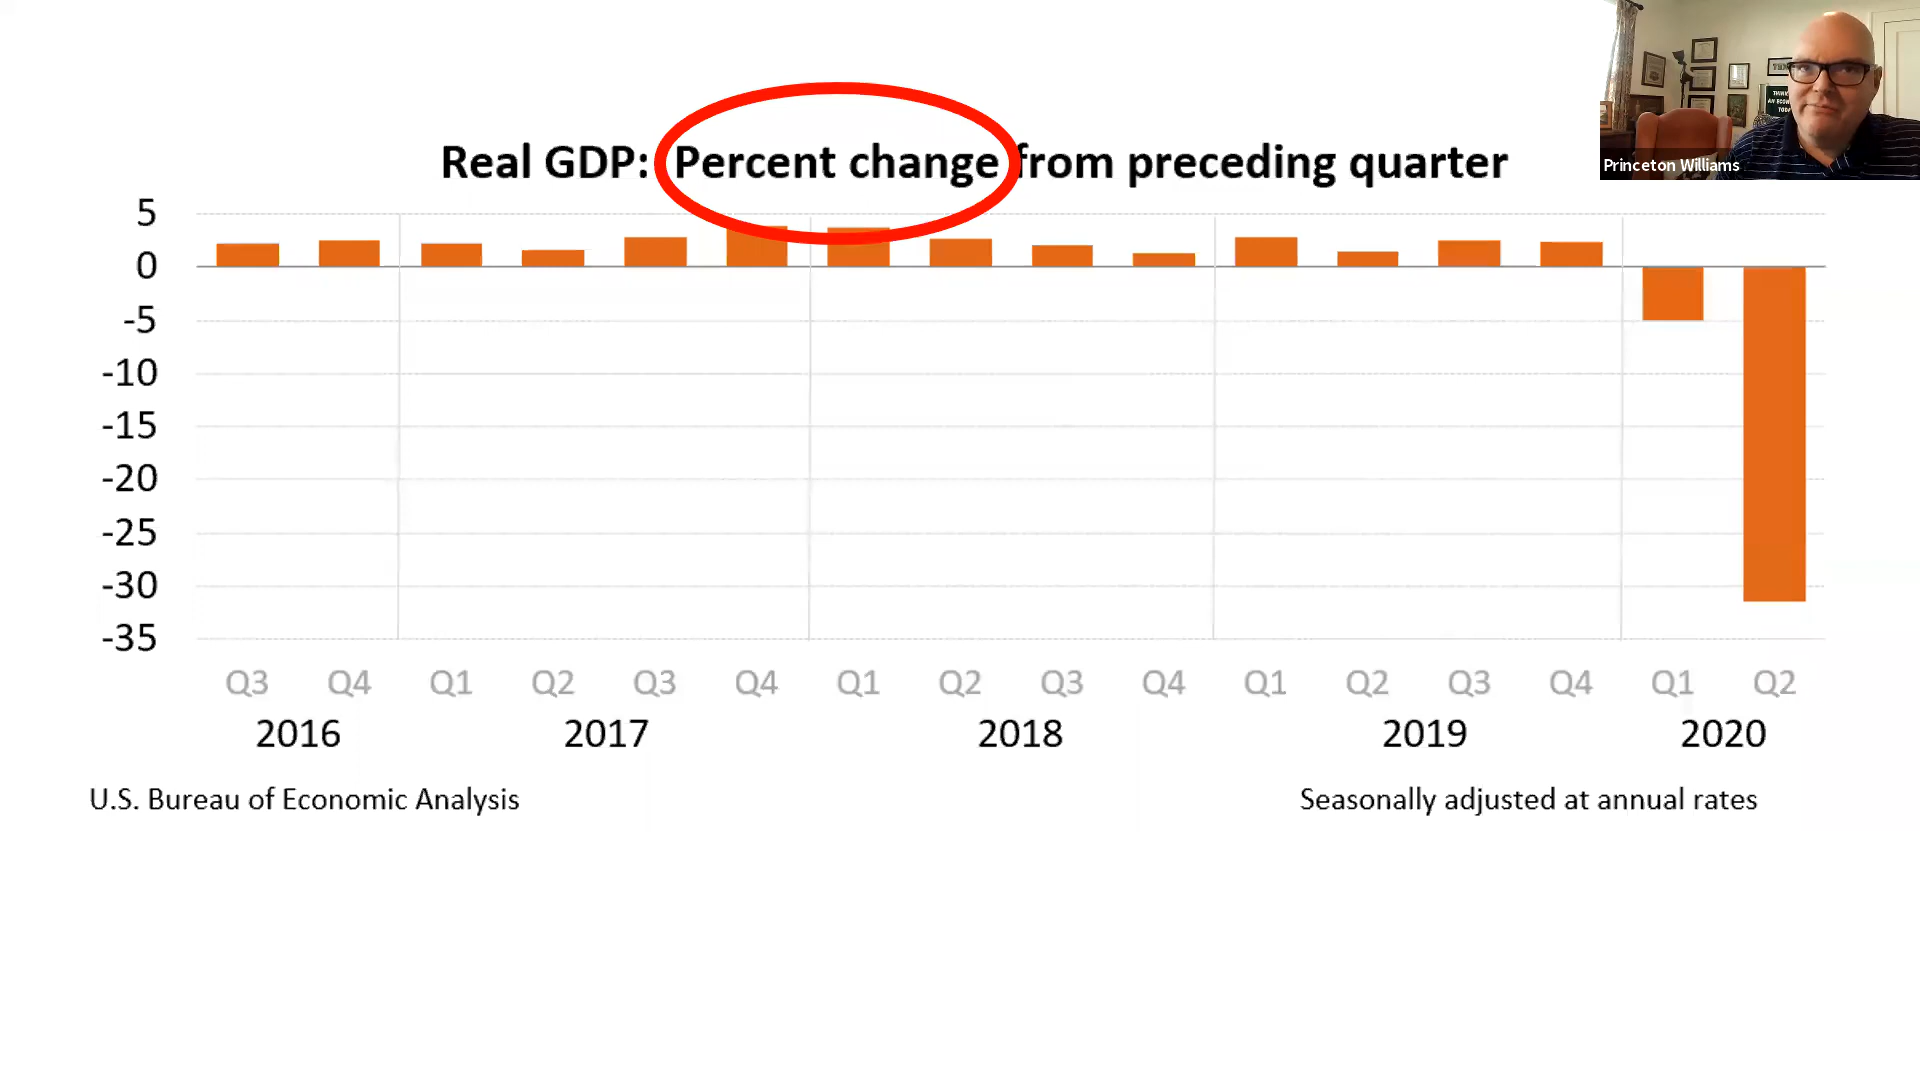 Real GDP: Percent change from preceding quarter
Princeton Williams
5
0
-5
-10
-15
-20
-25
-30
-35
Q3 Q4 Q1 Q2 Q3 Q4 Q1 Q2 Q3 Q4 Q1 Q2 Q3 Q4 Q1 Q2
2016 2017 2018 2019 2020
U.S. Bureau of Economic Analysis
Seasonally adjusted at annual rates